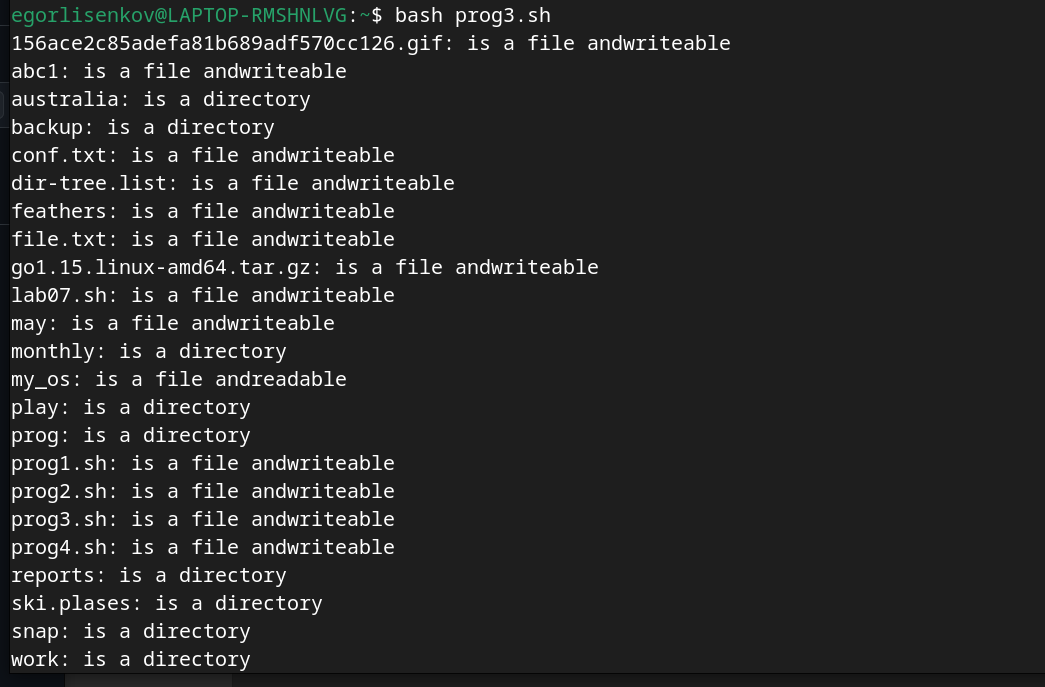 egorlisenkov@LAPTOP-RMSHNLVG:~$ bash prog3.sh
156ace2c85adefa81b689adf570cc126.gif: is a file andwriteable
abc1: is a file andwriteable
australia: is a directory
backup: is a directory
conf.txt: is a file andwriteable
dir-tree.list: is a file andwriteable
feathers: is a file andwriteable
file.txt: is a file andwriteable
go1.15.linux-amd64.tar.gz: is a file andwriteable
lab07.sh: is a file andwriteable
may: is a file andwriteable
monthly: is a directory
my_os: is a file andreadable
play: is a directory
prog: is a directory
prog1.sh: is a file andwriteable
prog2.sh: is a file andwriteable
prog3.sh: is a file andwriteable
prog4.sh: is a file andwriteable
reports: is a directory
ski.plases: is a directory
snap: is a directory
work: is a directory